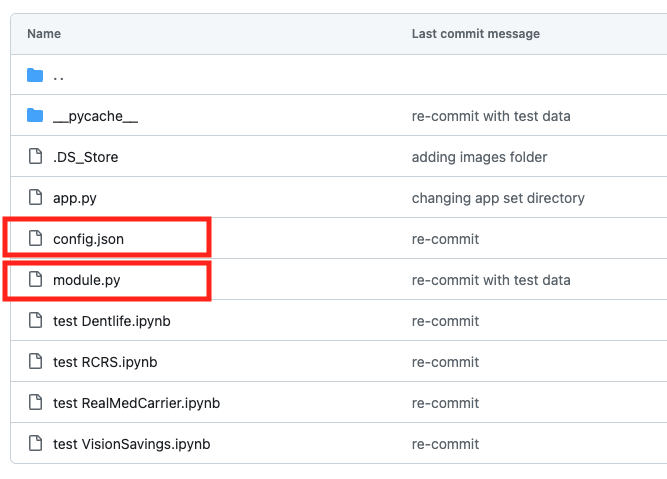 Name Last commit message
..
__pycache__ re-commit with test data
.DS_Store adding images folder
app.py changing app set directory
config.json re-commit
module.py re-commit with test data
test Dentlife.ipynb re-commit
test RCRS.ipynb re-commit
test RealMedCarrier.ipynb re-commit
test VisionSavings.ipynb re-commit